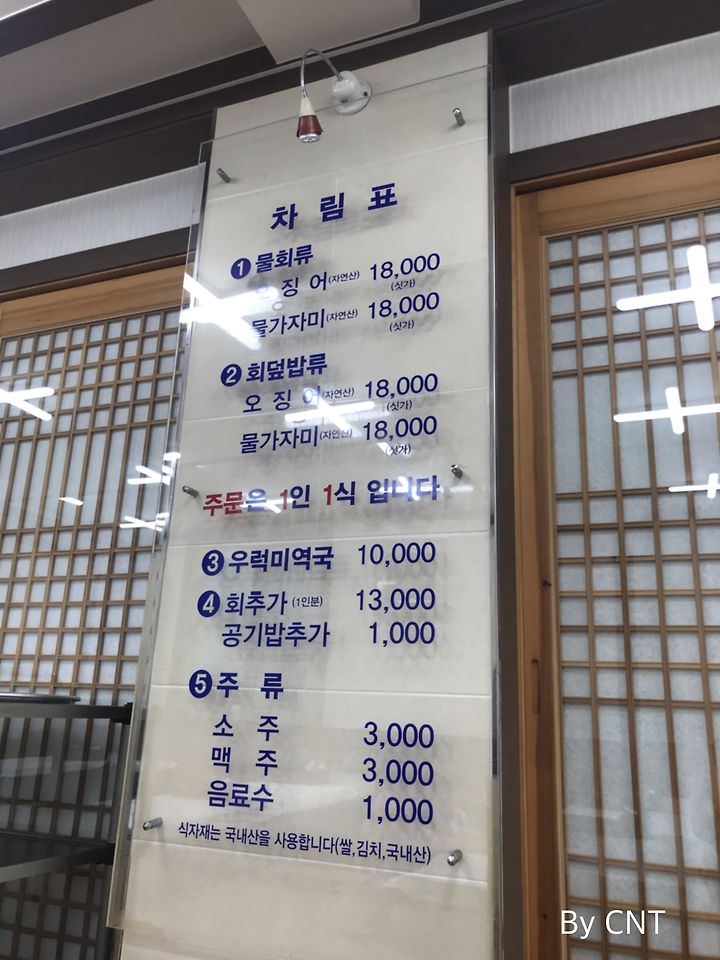 차림표
1 물회류
오징어(자연산) 18,000
(싯가)
물가자미(자연산) 18,000
(싯가)
2 회덮밥류
오징어(자연산) 18,000
(싯가)
물가자미(자연산) 18,000
(싯가)
주문은 1인 1식 입니다
3 우럭미역국 10,000
4 회추가 (1인분) 13,000
공기밥추가 1,000
5 주류
소주 3,000
맥주 3,000
음료수 1,000
식자재는 국내산을 사용합니다(쌀,김치,국내산)
By CNT